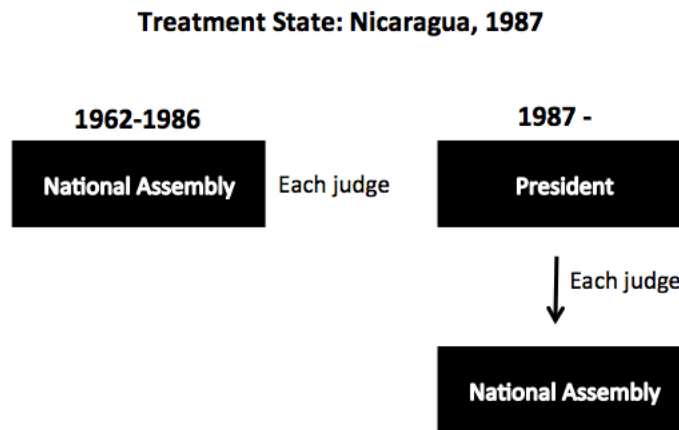 Treatment State: Nicaragua, 1987
1962-1986
National Assembly
Each judge
1987 -
President
Each judge
National Assembly